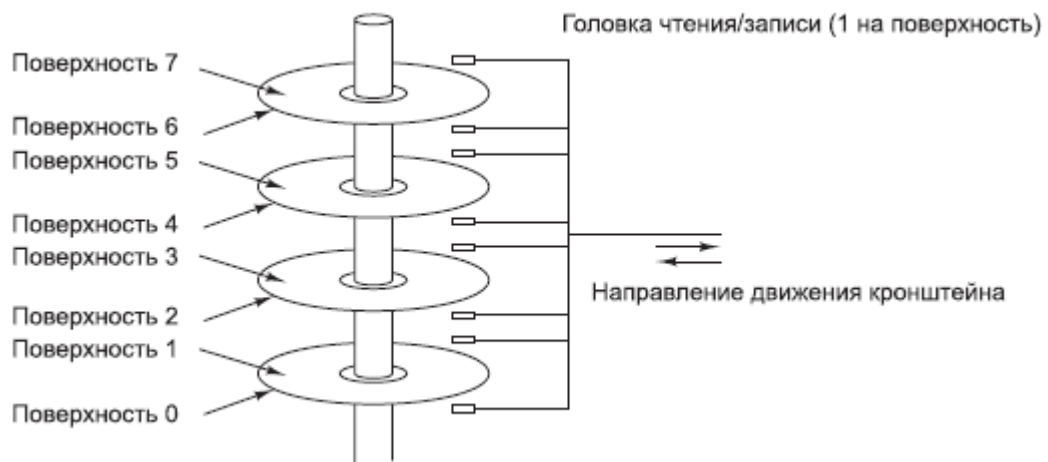 Головка чтения/записи (1 на поверхность)
Поверхность 7
Поверхность 6
Поверхность 5
Поверхность 4
Поверхность 3
Поверхность 2
Поверхность 1
Поверхность 0
Направление движения кронштейна